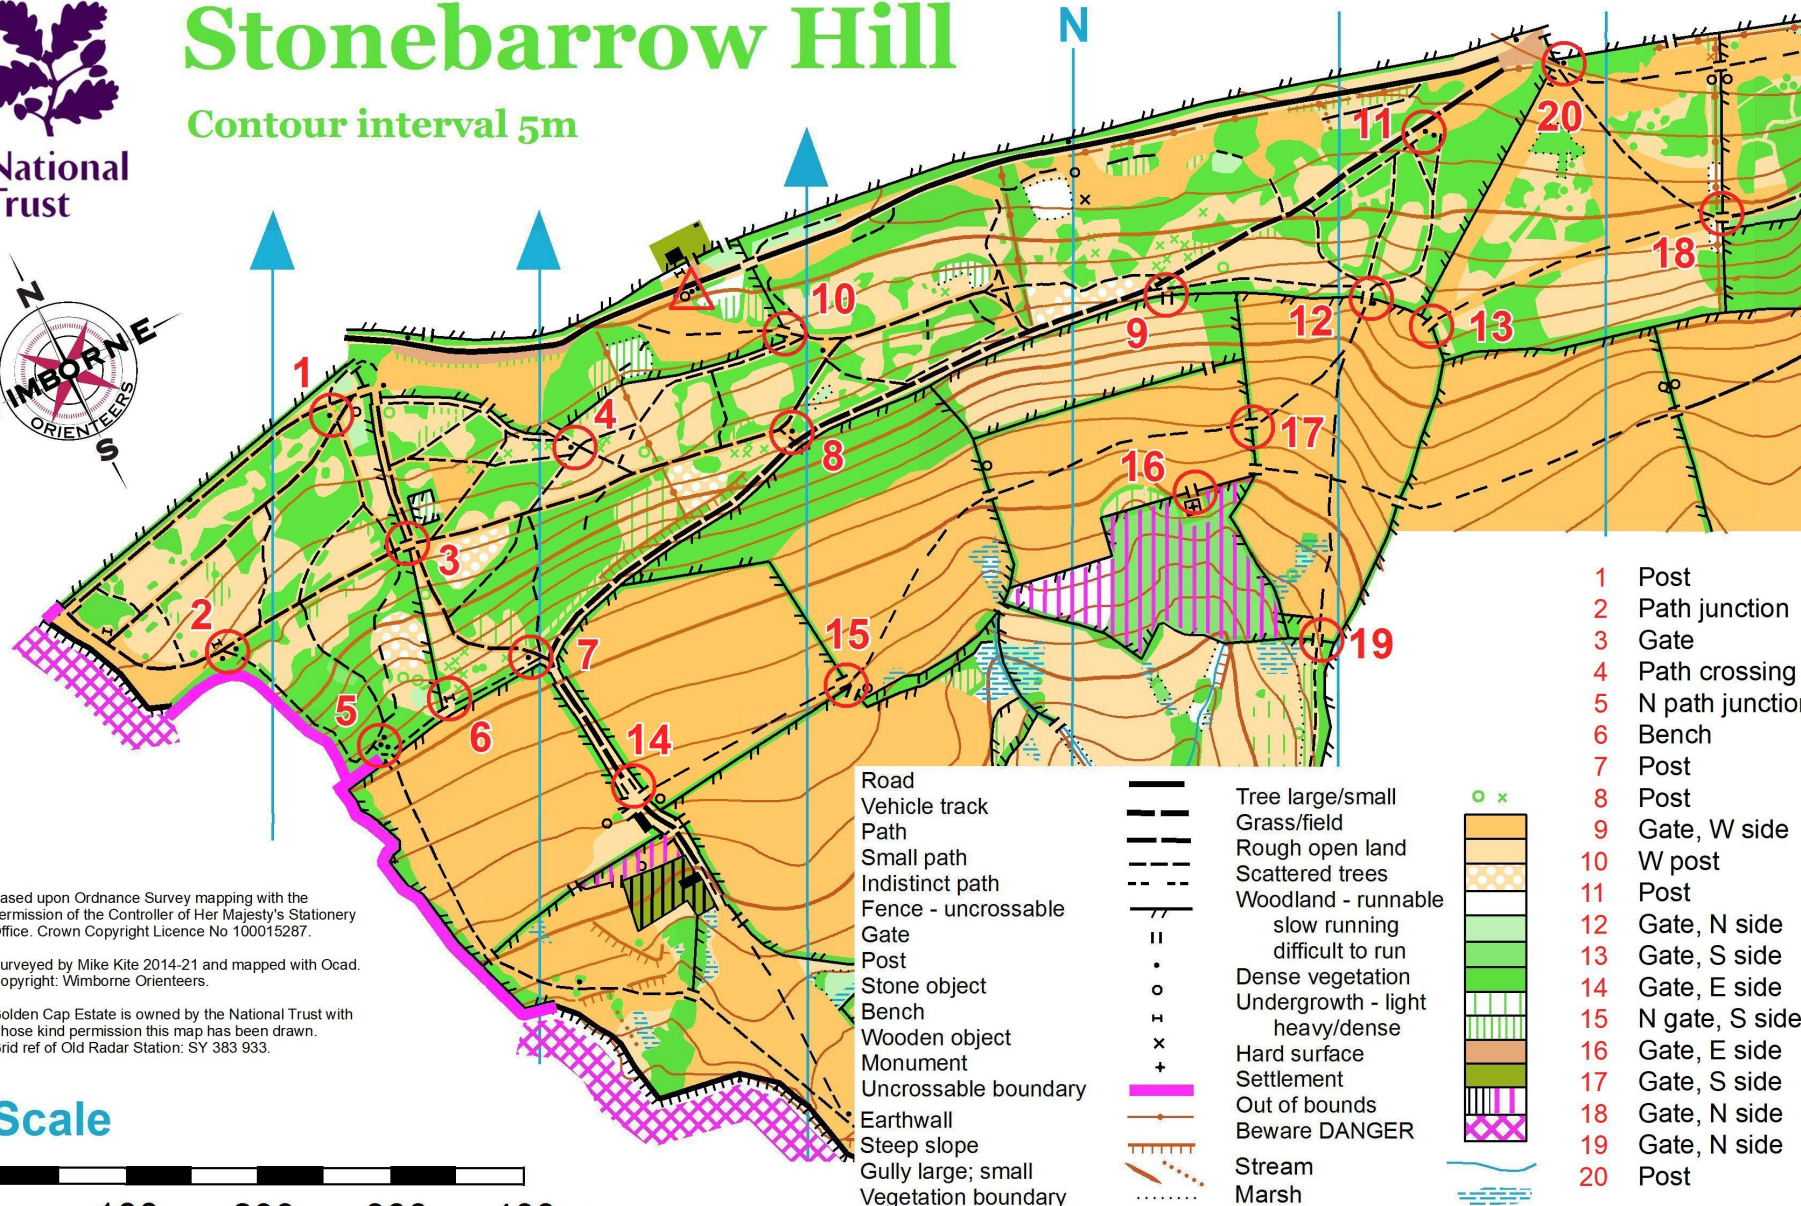 Stonebarrow Hill
Contour interval 5m
National
Trust
N
N
E
S
WIMBORNE
ORIENTEERS
1
2
3
4
5
6
7
8
9
10
11
12
13
14
15
16
17
18
19
20
Road
Vehicle track
Path
Small path
Indistinct path
Fence - uncrossable
Gate
Post
Stone object
Bench
Wooden object
Monument
Uncrossable boundary
Earthwall
Steep slope
Gully large; small
Vegetation boundary
Tree large/small
Grass/field
Rough open land
Scattered trees
Woodland - runnable
slow running
difficult to run
Dense vegetation
Undergrowth - light
heavy/dense
Hard surface
Settlement
Out of bounds
Beware DANGER
Stream
Marsh
1 Post
2 Path junction
3 Gate
4 Path crossing
5 N path junction
6 Bench
7 Post
8 Post
9 Gate, W side
10 W post
11 Post
12 Gate, N side
13 Gate, S side
14 Gate, E side
15 N gate, S side
16 Gate, E side
17 Gate, S side
18 Gate, N side
19 Gate, N side
20 Post
ased upon Ordnance Survey mapping with the
ermission of the Controller of Her Majesty's Stationery
ffice. Crown Copyright Licence No 100015287.
urveyed by Mike Kite 2014-21 and mapped with Ocad.
opyright: Wimborne Orienteers.
olden Cap Estate is owned by the National Trust with
hose kind permission this map has been drawn.
rid ref of Old Radar Station: SY 383 933.
Scale